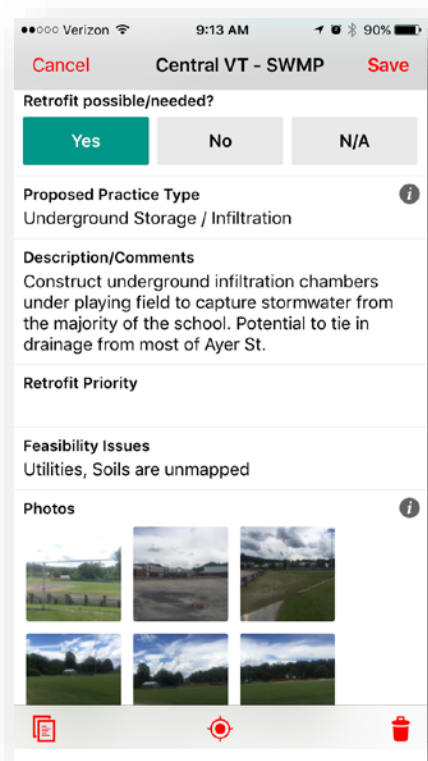 Verizon 9:13 AM 90%
Cancel Central VT - SWMP Save
Retrofit possible/needed?
Yes No N/A
Proposed Practice Type
Underground Storage / Infiltration
Description/Comments
Construct underground infiltration chambers
under playing field to capture stormwater from
the majority of the school. Potential to tie in
drainage from most of Ayer St.
Retrofit Priority
Feasibility Issues
Utilities, Soils are unmapped
Photos